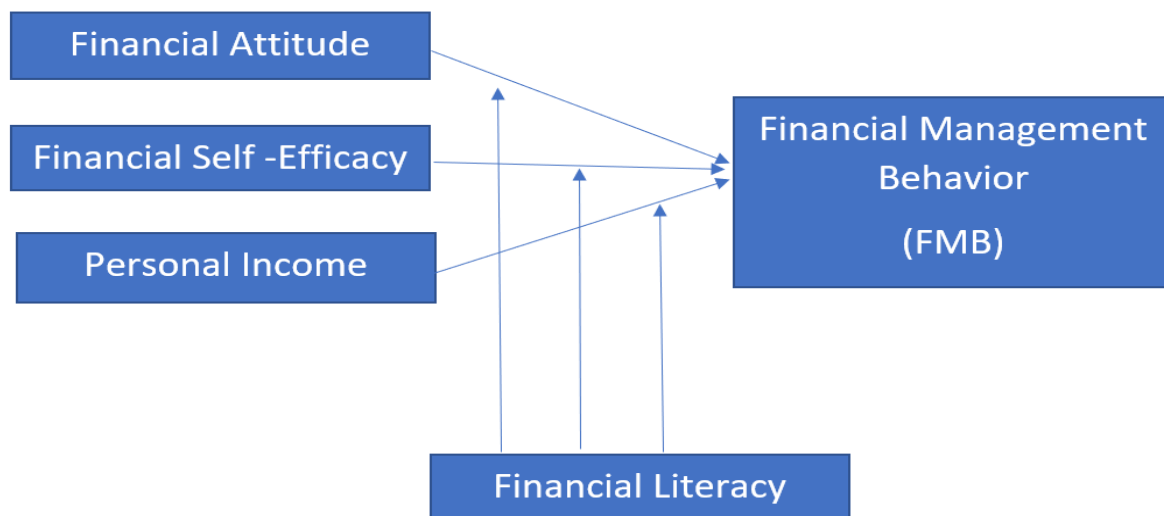 Financial Attitude
Financial Self -Efficacy
Personal Income
Financial Management
Behavior
(FMB)
Financial Literacy